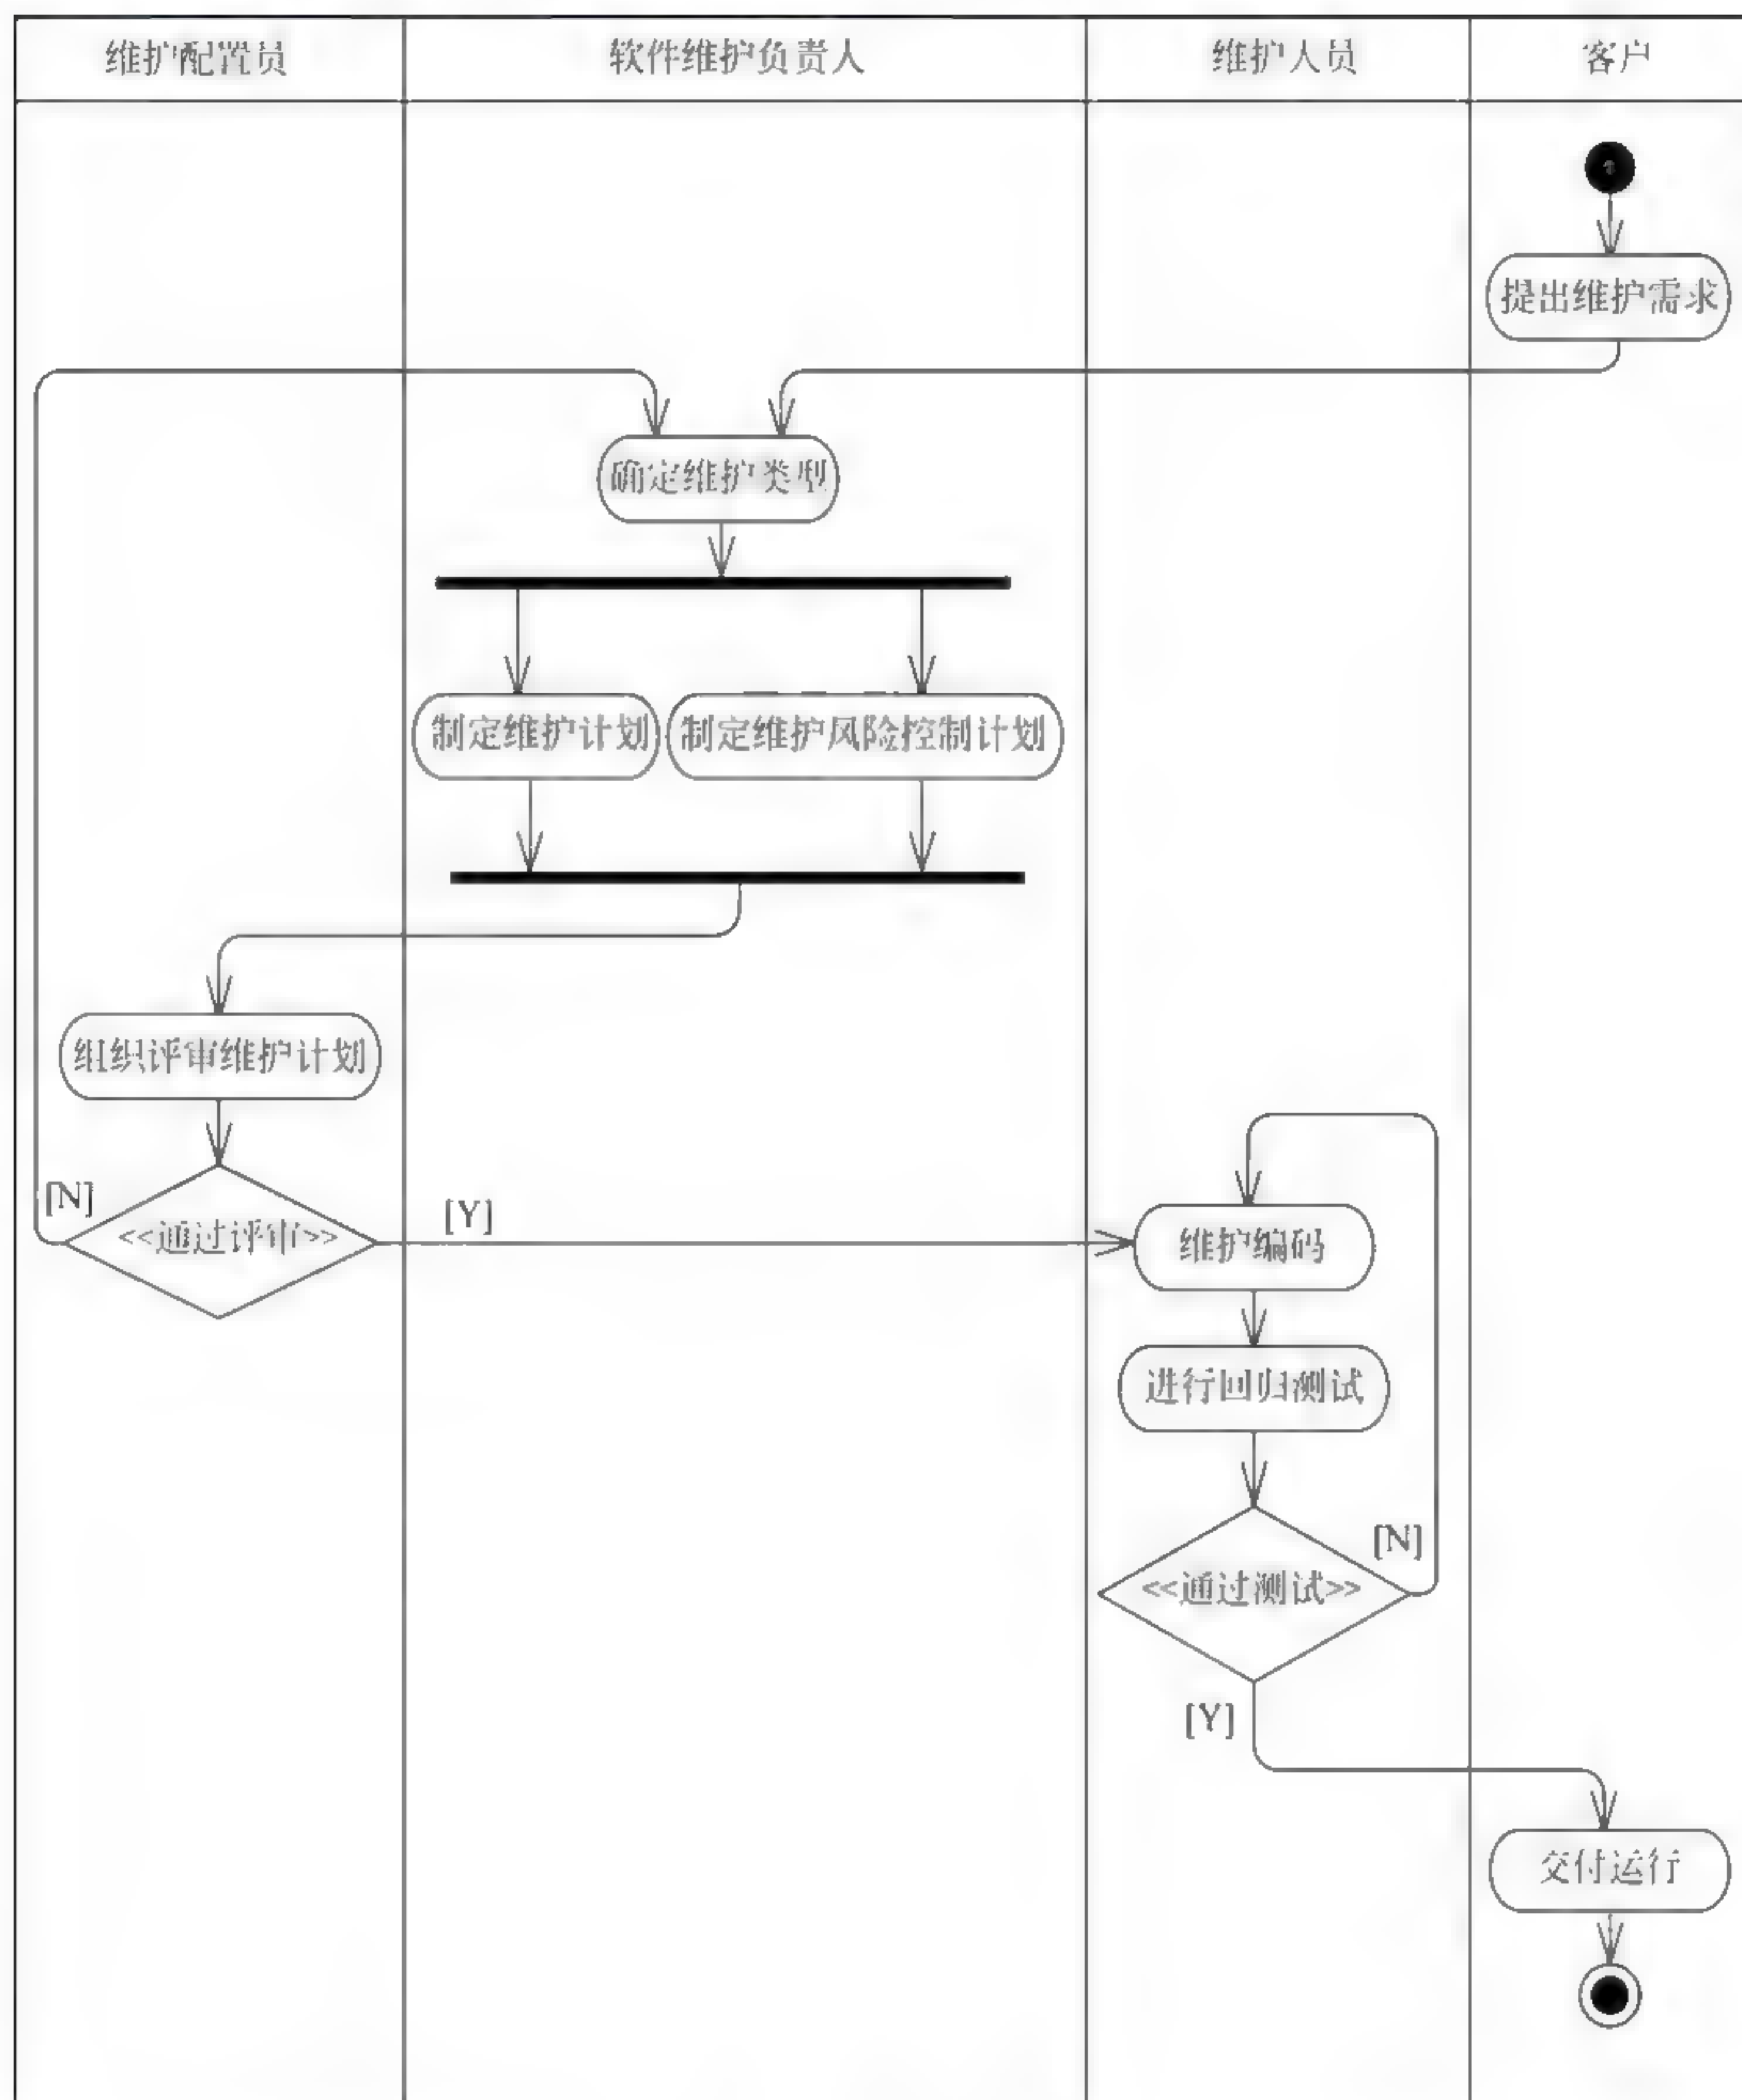 维护配置员
软件维护负责人
维护人员
客户
提出维护需求
确定维护类型
制定维护计划
制定维护风险控制计划
组织评审维护计划
[N]
<<通过评审>>
[Y]
维护编码
进行回归测试
[N]
<<通过测试>>
[Y]
交付运行